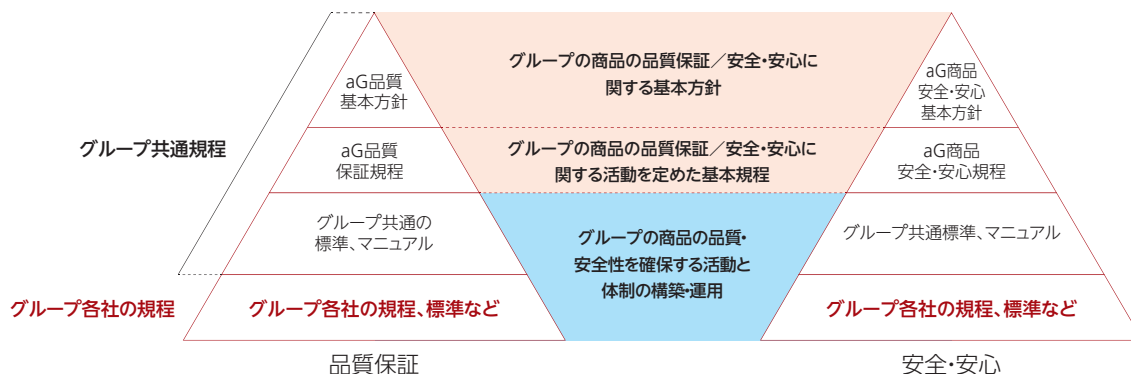 グループの商品の品質保証／安全・安心に
関する基本方針
aG品質
基本方針
aG商品
安全・安心
基本方針
グループ共通規程
aG品質
保証規程
グループの商品の品質保証／安全・安心に
関する活動を定めた基本規程
aG商品
安全・安心規程
グループ共通の
標準、マニュアル
グループの商品の品質・
安全性を確保する活動と
体制の構築・運用
グループ共通標準、マニュアル
グループ各社の規程
グループ各社の規程、標準など
グループ各社の規程、標準など
品質保証
安全・安心